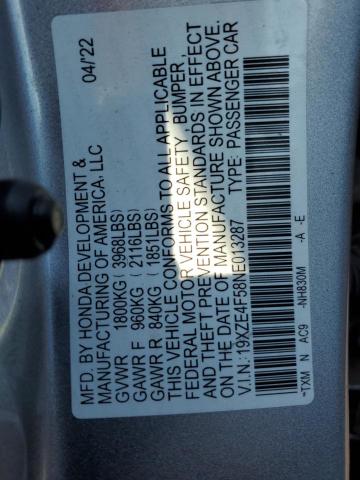 MFD. BY HONDA DEVELOPMENT & 04/'22
MANUFACTURING OF AMERICA, LLC
GVWR 1800KG (3968LBS)
GAWR F 960KG (2116LBS)
GAWR R 840KG (1851LBS)
THIS VEHICLE CONFORMS TO ALL APPLICABLE
FEDERAL MOTOR VEHICLE SAFETY, BUMPER,
AND THEFT PREVENTION STANDARDS IN EFFECT
ON THE DATE OF MANUFACTURE SHOWN ABOVE.
V.I.N.:19XZE4F58NE013287 TYPE: PASSENGER CAR
*TXM N AC9 -NH830M -A -E